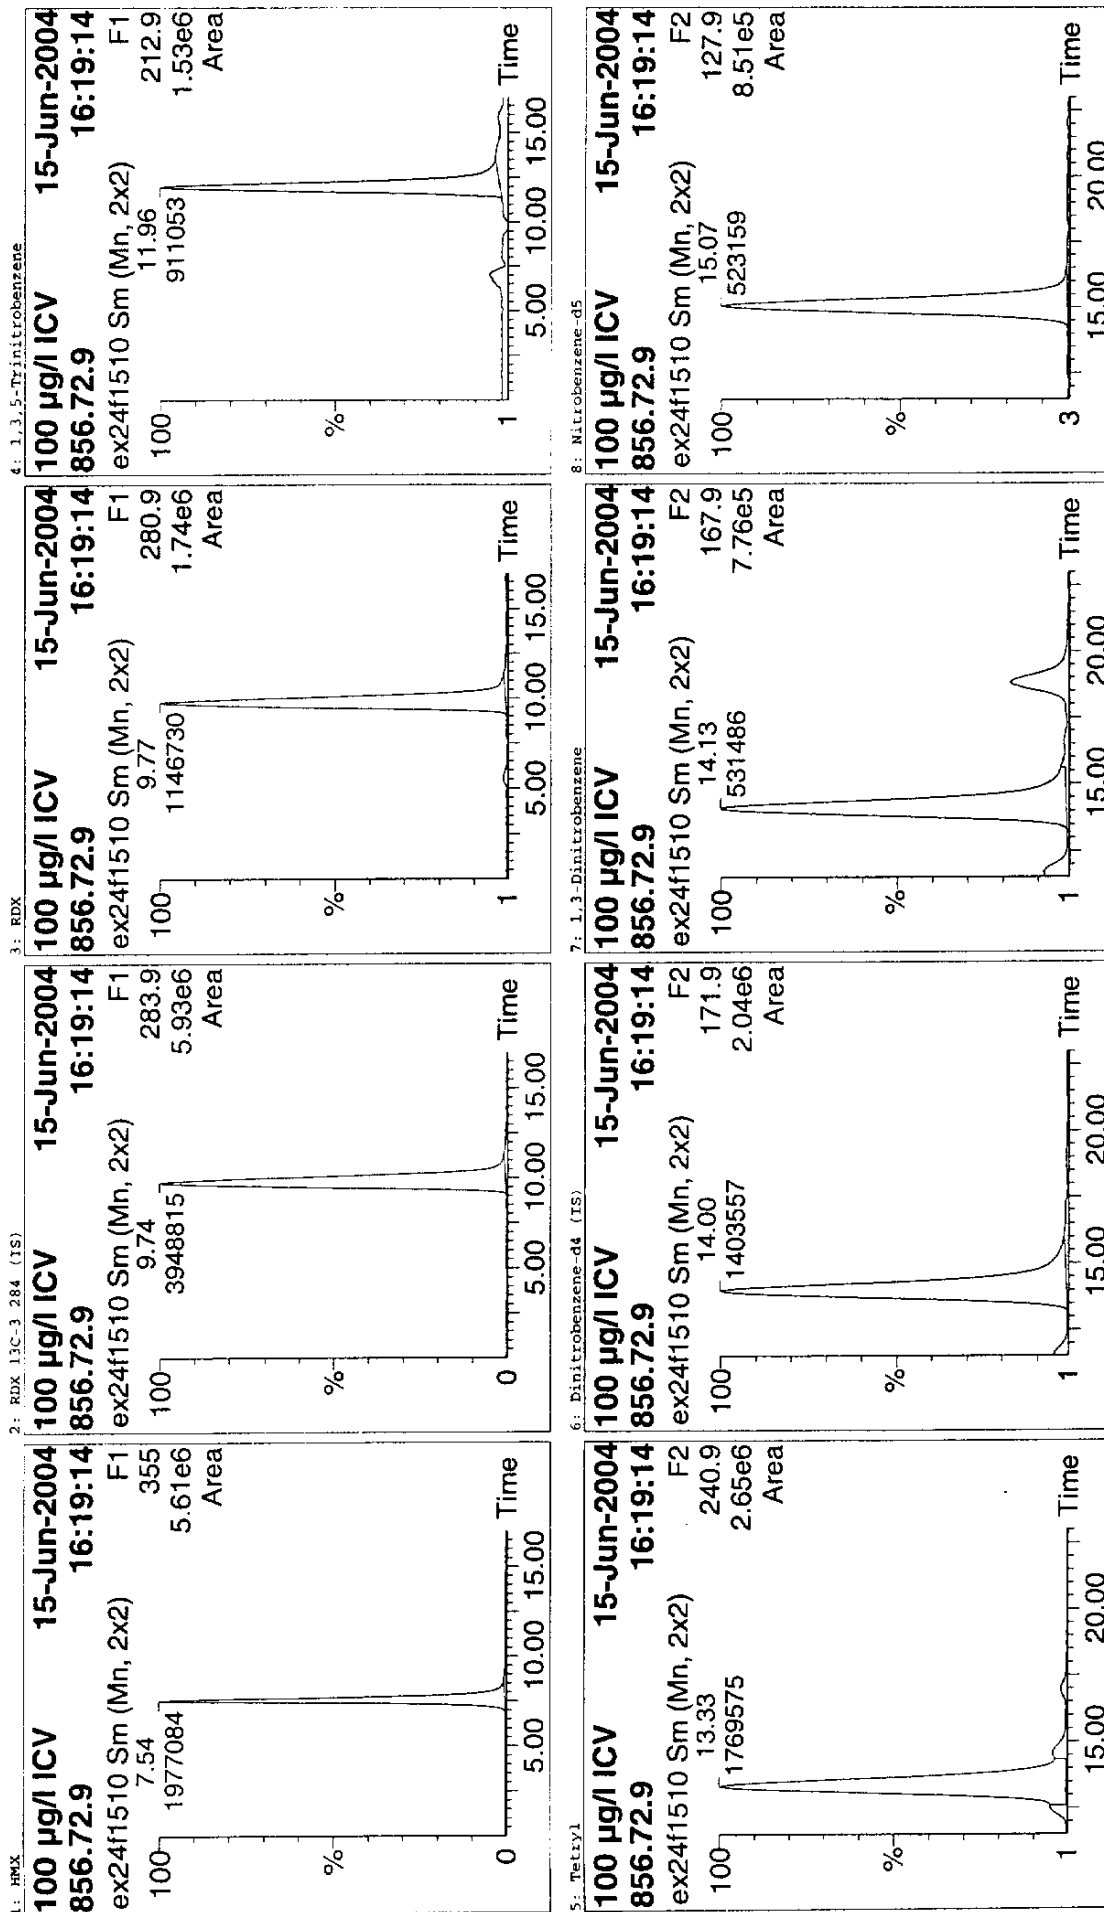 1: HMX
100 µg/l ICV 15-Jun-2004
856.72.9 16:19:14
ex24f1510 Sm (Mn, 2x2) F1
7.54 355
1977084 5.61e6
Area
100
%
0
5.00 10.00 15.00 Time
2: RDX 13C-3 284 (IS)
100 µg/l ICV 15-Jun-2004
856.72.9 16:19:14
ex24f1510 Sm (Mn, 2x2) F1
9.74 283.9
3948815 5.93e6
Area
100
%
0
5.00 10.00 15.00 Time
3: RDX
100 µg/l ICV 15-Jun-2004
856.72.9 16:19:14
ex24f1510 Sm (Mn, 2x2) F1
9.77 280.9
1146730 1.74e6
Area
100
%
1
5.00 10.00 15.00 Time
4: 1,3,5-Trinitrobenzene
100 µg/l ICV 15-Jun-2004
856.72.9 16:19:14
ex24f1510 Sm (Mn, 2x2) F1
11.96 212.9
911053 1.53e6
Area
100
%
1
5.00 10.00 15.00 Time
5: Tetryl
100 µg/l ICV 15-Jun-2004
856.72.9 16:19:14
ex24f1510 Sm (Mn, 2x2) F2
13.33 240.9
1769575 2.65e6
Area
100
%
1
15.00 20.00 Time
6: Dinitrobenzene-d4 (IS)
100 µg/l ICV 15-Jun-2004
856.72.9 16:19:14
ex24f1510 Sm (Mn, 2x2) F2
14.00 171.9
1403557 2.04e6
Area
100
%
1
15.00 20.00 Time
7: 1,3-Dinitrobenzene
100 µg/l ICV 15-Jun-2004
856.72.9 16:19:14
ex24f1510 Sm (Mn, 2x2) F2
14.13 167.9
531486 7.76e5
Area
100
%
1
15.00 20.00 Time
8: Nitrobenzene-d5
100 µg/l ICV 15-Jun-2004
856.72.9 16:19:14
ex24f1510 Sm (Mn, 2x2) F2
15.07 127.9
523159 8.51e5
Area
100
%
3
15.00 20.00 Time